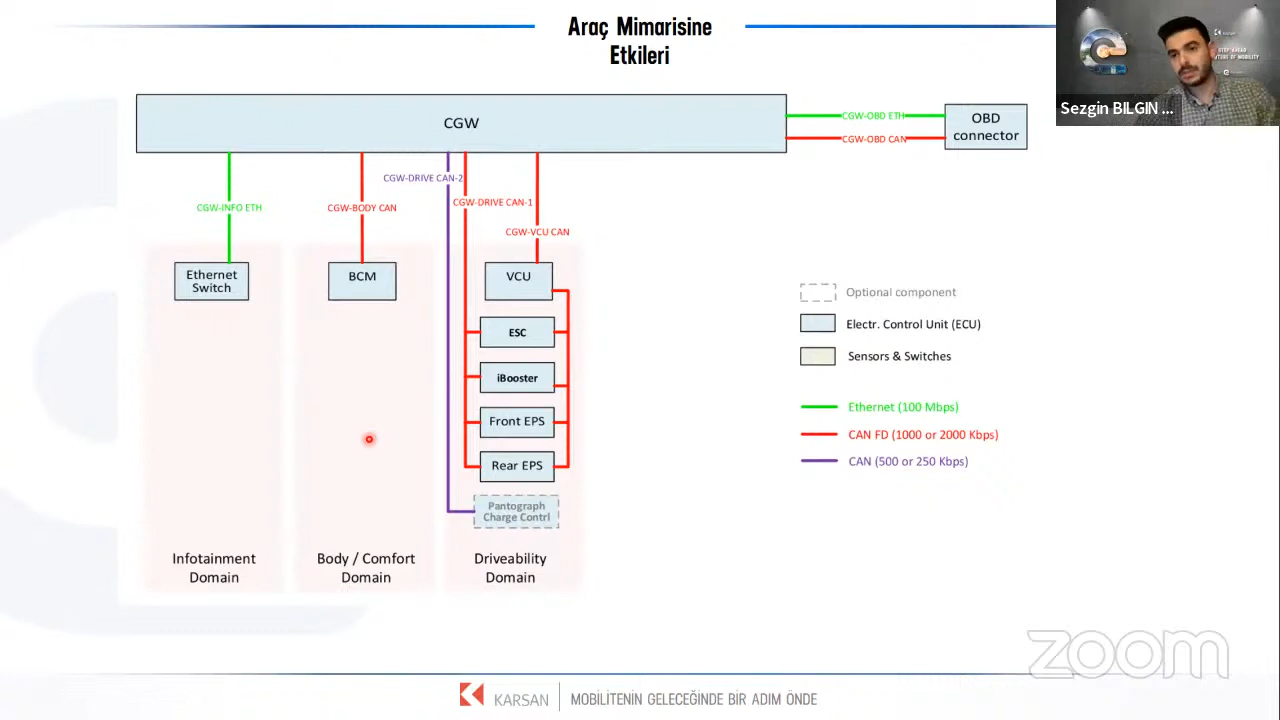 Araç Mimarisine
Etkileri
Sezgin BILGIN ...
CGW
CGW-OBD ETH
CGW-OBD CAN
OBD
connector
CGW-DRIVE CAN-2
CGW-INFO ETH
CGW-BODY CAN
CGW-DRIVE CAN-1
CGW-VCU CAN
Ethernet
Switch
BCM
VCU
ESC
iBooster
Front EPS
Rear EPS
Pantograph
Charge Contrl
Infotainment
Domain
Body / Comfort
Domain
Driveability
Domain
Optional component
Electr. Control Unit (ECU)
Sensors & Switches
Ethernet (100 Mbps)
CAN FD (1000 or 2000 Kbps)
CAN (500 or 250 Kbps)
zoom
KARSAN
MOBİLİTENİN GELECEĞİNDE BİR ADIM ÖNDE